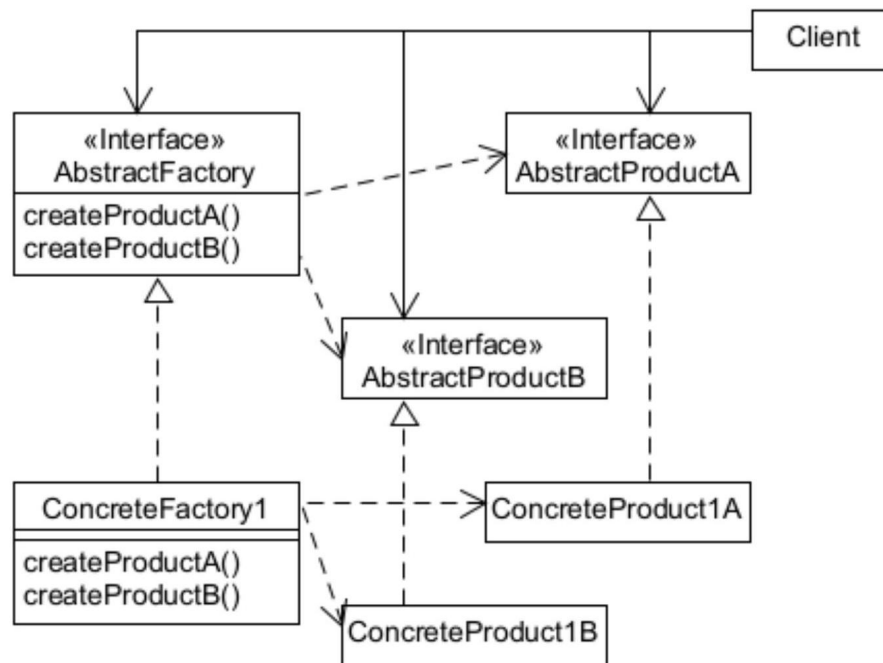 Client
«Interface»
AbstractFactory
createProductA()
createProductB()
«Interface»
AbstractProductA
«Interface»
AbstractProductB
ConcreteFactory1
createProductA()
createProductB()
ConcreteProduct1A
ConcreteProduct1B